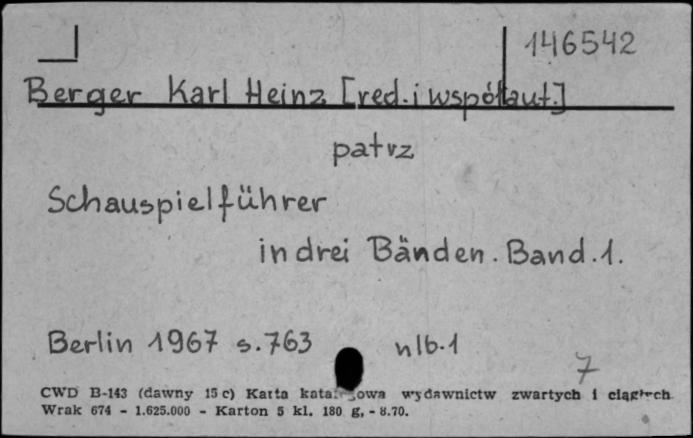 146542
Berger Karl Heinz [red. i współaut.]
patrz
Schauspielführer
in drei Bänden. Band. 1.
Berlin 1967 s. 763 nlb. 1
7
CWD B-143 (dawny 15 c) Karta katalogowa wydawnictw zwartych i ciągłych
Wrak 674 - 1.625.000 - Karton 5 kl. 180 g, - 8.70.